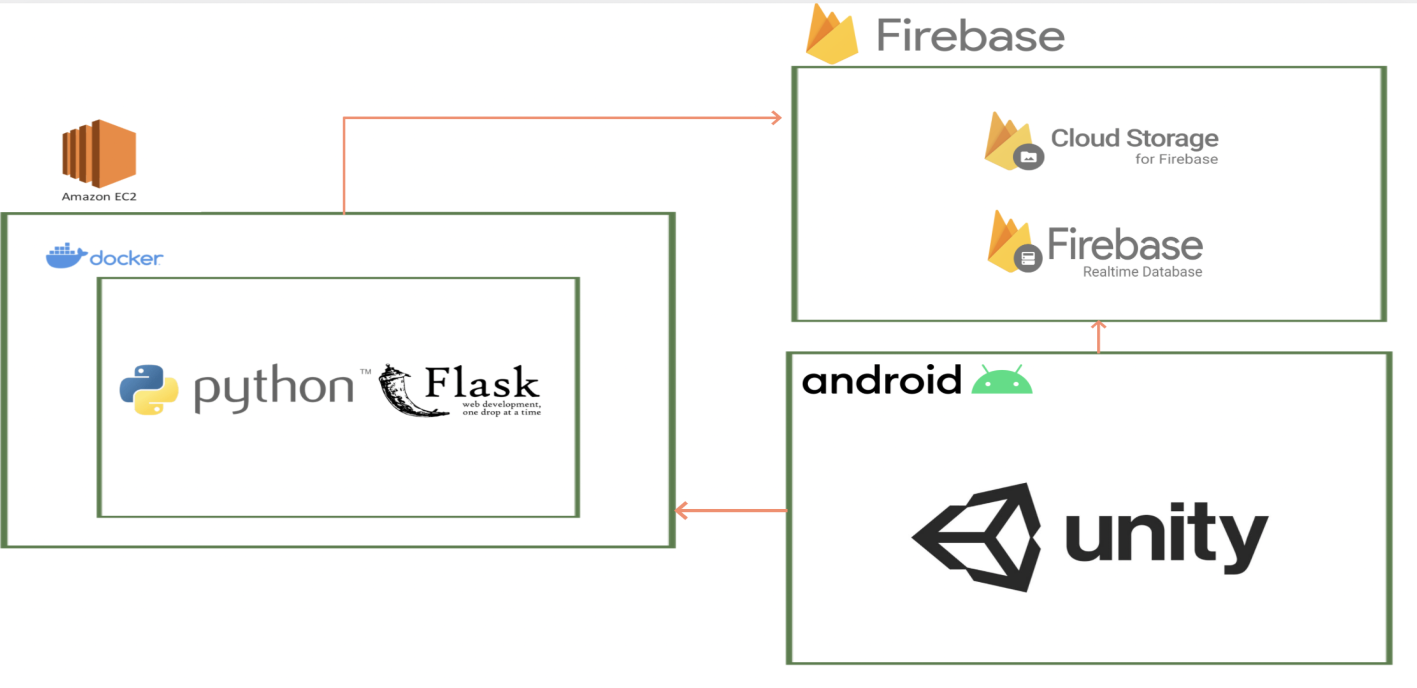 Firebase
Cloud Storage
for Firebase
Amazon EC2
Firebase
Realtime Database
docker
android
python™
Flask
web development,
one drop at a time
unity